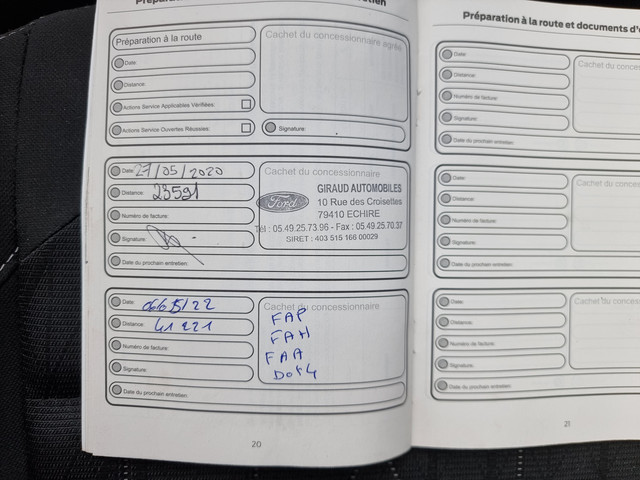 Préparation à la route
Cachet du concessionnaire agréé
Date:
Distance:
Actions Service Applicables Vérifiées:
Actions Service Ouvertes Réussies:
Signature:
Date: 27/05/2020
Cachet du concessionnaire
Distance: 23591
Numéro de facture:
Signature:
Date du prochain entretien:
Ford
GIRAUD AUTOMOBILES
10 Rue des Croisettes
79410 ECHIRE
Tél : 05.49.25.73.96 - Fax : 05.49.25.70.37
SIRET : 403 515 166 00029
Date: 06/05/22
Cachet du concessionnaire
Distance: 41 221
Numéro de facture:
Signature:
Date du prochain entretien:
FAP
FAH
FAA
Dot4
20
Préparation à la route et documents d'
Date:
Cachet du conces
Distance:
Numéro de facture:
Signature:
Date du prochain entretien:
Date:
Cachet du conces
Distance:
Numéro de facture:
Signature:
Date du prochain entretien:
Date:
Cachet du conces
Distance:
Numéro de facture:
Signature:
Date du prochain entretien:
21